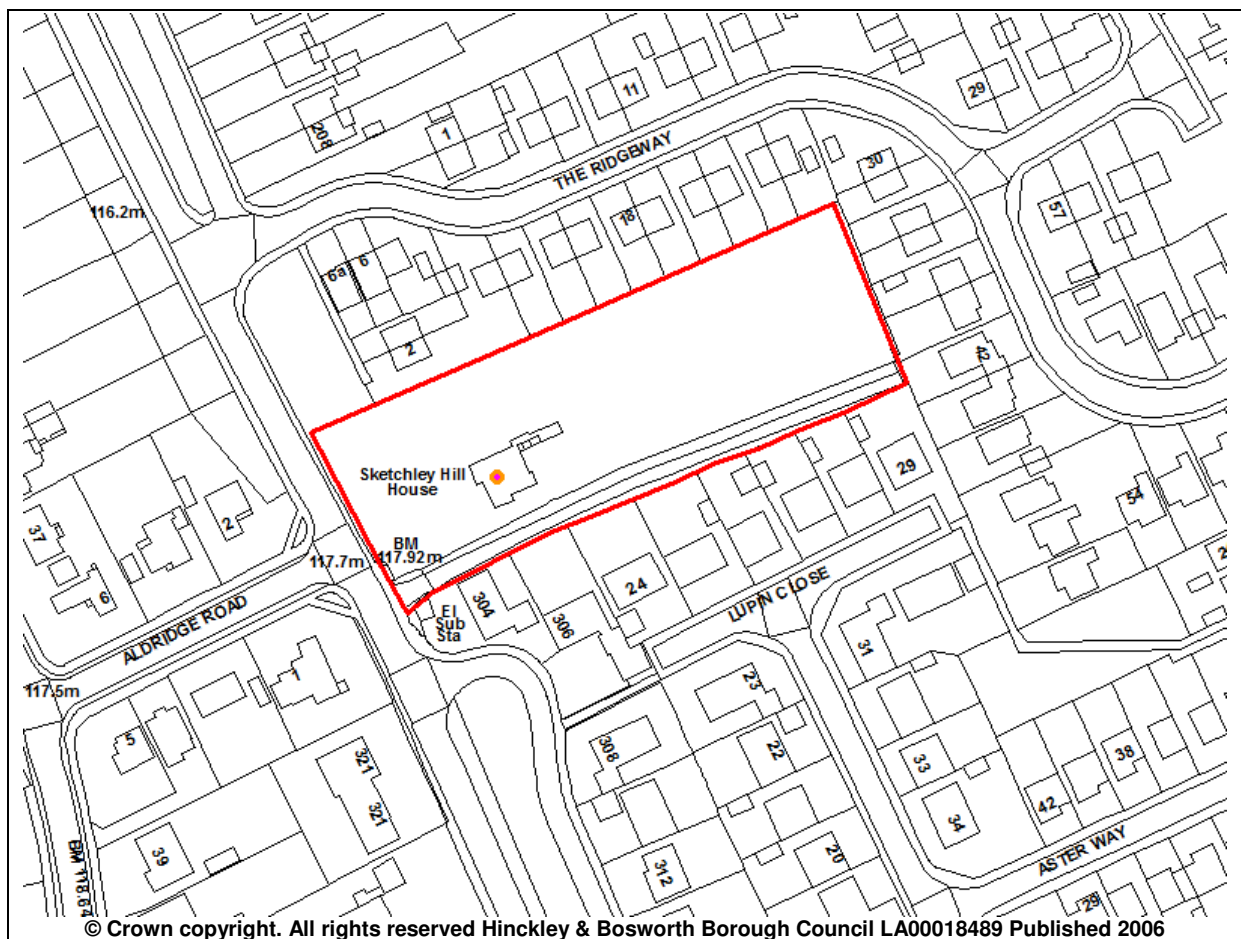 208
1
11
29
THE RIDGEWAY
30
57
116.2m
18
6a
6
2
42
Sketchley Hill
House
29
54
37
2
BM
117.92m
117.7m
6
304
El
Sub
Sta
306
24
LUPIN CLOSE
31
ALDRIDGE ROAD
117.5m
1
5
321
321
308
23
22
33
38
42
34
39
BM 118.64
312
20
ASTER WAY
29
© Crown copyright. All rights reserved Hinckley & Bosworth Borough Council LA00018489 Published 2006